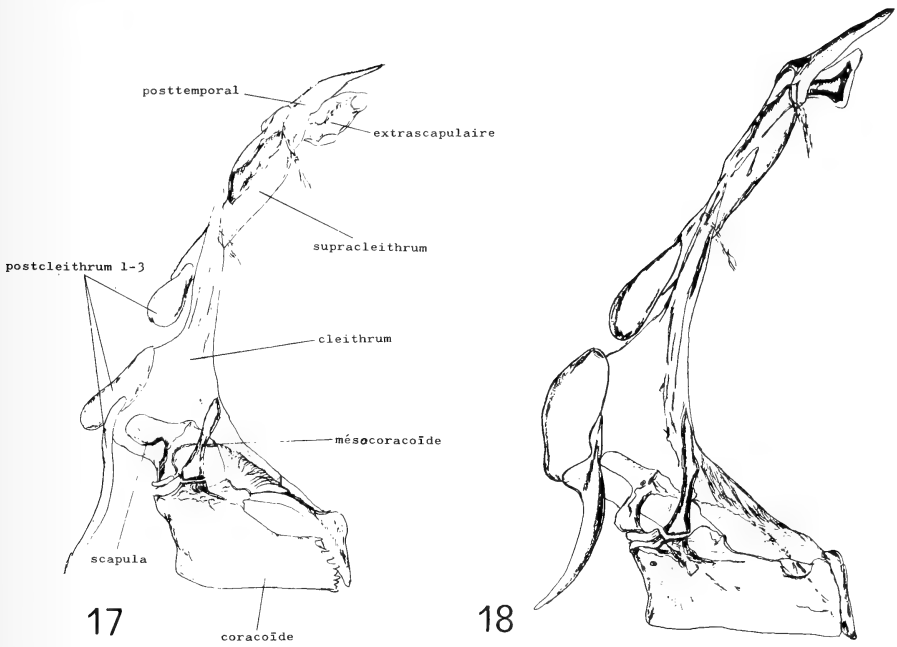 posttemporal
extrascapulaire
supracleithrum
postcleithrum 1-3
cleithrum
mésocoracoïde
scapula
coracoïde
17
18